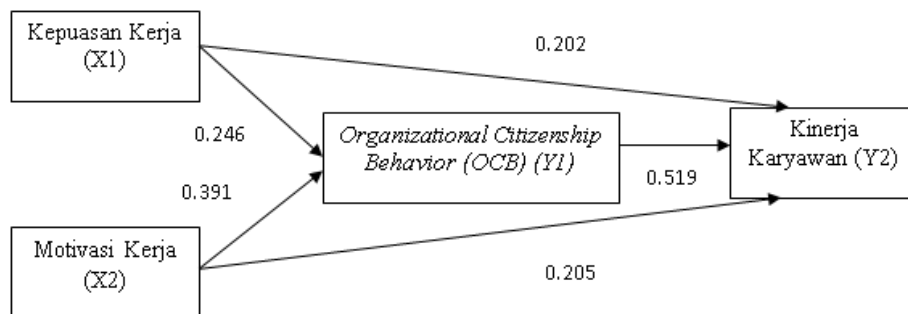 Kepuasan Kerja
(X1)
0.202
0.246
Organizational Citizenship
Behavior (OCB) (Y1)
Kinerja
Karyawan (Y2)
0.519
0.391
Motivasi Kerja
(X2)
0.205